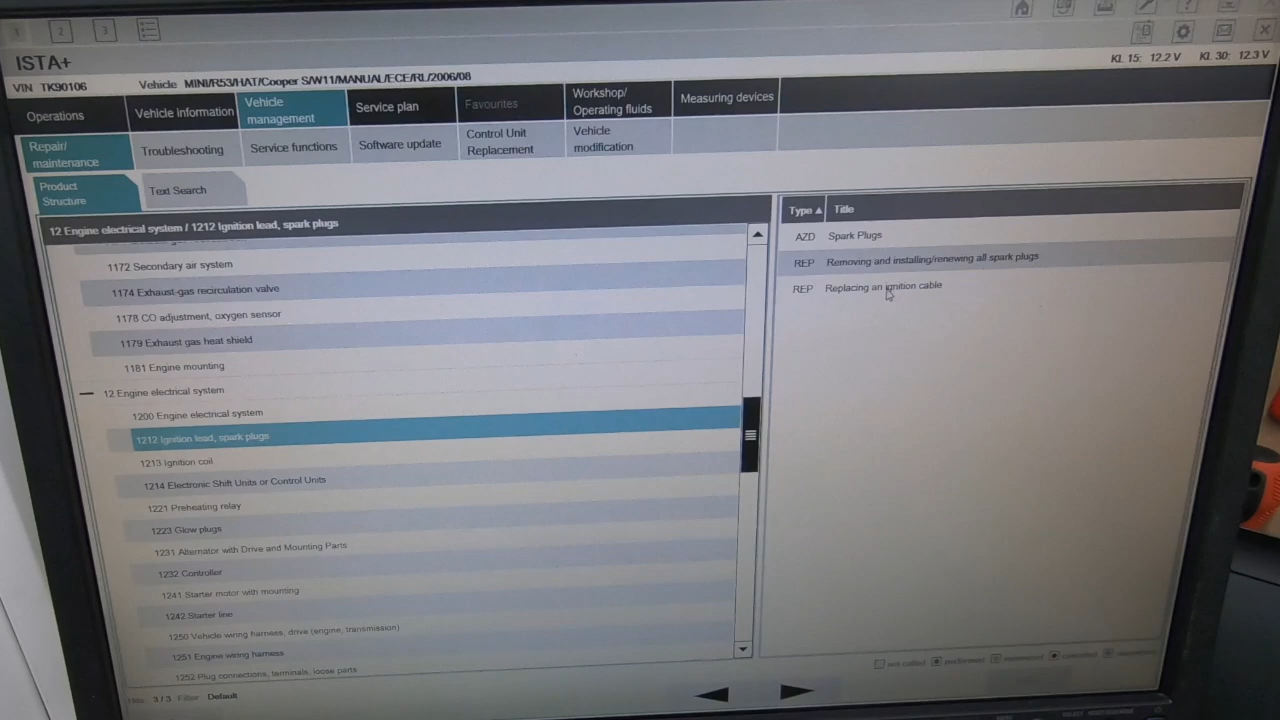 1
2
3
ISTA+
VIN TK90106 Vehicle MINI/R53/HAT/Cooper S/W11/MANUAL/ECE/RL/2006/08
KL 15: 12.2 V KL 30: 12.3 V
Operations
Vehicle information
Vehicle
management
Service plan
Favourites
Workshop/
Operating fluids
Measuring devices
Repair/
maintenance
Troubleshooting
Service functions
Software update
Control Unit
Replacement
Vehicle
modification
Product
Structure
Text Search
12 Engine electrical system / 1212 Ignition lead, spark plugs
1172 Secondary air system
1174 Exhaust-gas recirculation valve
1178 CO adjustment, oxygen sensor
1179 Exhaust gas heat shield
1181 Engine mounting
12 Engine electrical system
1200 Engine electrical system
1212 Ignition lead, spark plugs
1213 Ignition coil
1214 Electronic Shift Units or Control Units
1221 Preheating relay
1223 Glow plugs
1231 Alternator with Drive and Mounting Parts
1232 Controller
1241 Starter motor with mounting
1242 Starter line
1250 Vehicle wiring harness, drive (engine, transmission)
1251 Engine wiring harness
1252 Plug connections, terminals, loose parts
Type Title
AZD Spark Plugs
REP Removing and installing/renewing all spark plugs
REP Replacing an ignition cable
3 / 3 Filter Default
not called
performed